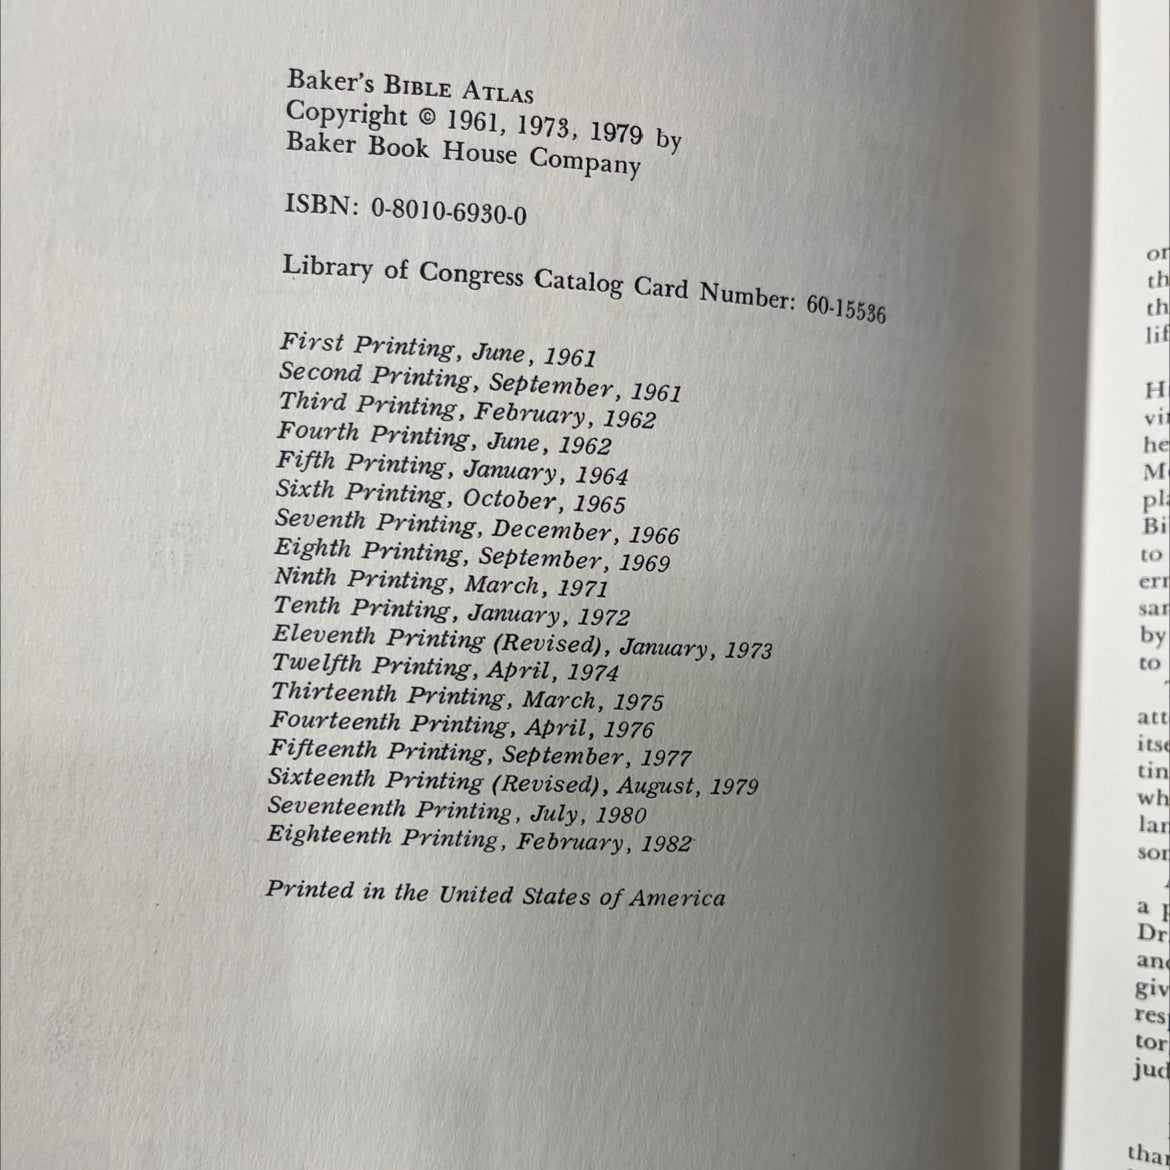 Baker's BIBLE ATLAS
Copyright © 1961, 1973, 1979 by
Baker Book House Company
ISBN: 0-8010-6930-0
Library of Congress Catalog Card Number: 60-15536
First Printing, June, 1961
Second Printing, September, 1961
Third Printing, February, 1962
Fourth Printing, June, 1962
Fifth Printing, January, 1964
Sixth Printing, October, 1965
Seventh Printing, December, 1966
Eighth Printing, September, 1969
Ninth Printing, March, 1971
Tenth Printing, January, 1972
Eleventh Printing (Revised), January, 1973
Twelfth Printing, April, 1974
Thirteenth Printing, March, 1975
Fourteenth Printing, April, 1976
Fifteenth Printing, September, 1977
Sixteenth Printing (Revised), August, 1979
Seventeenth Printing, July, 1980
Eighteenth Printing, February, 1982
Printed in the United States of America